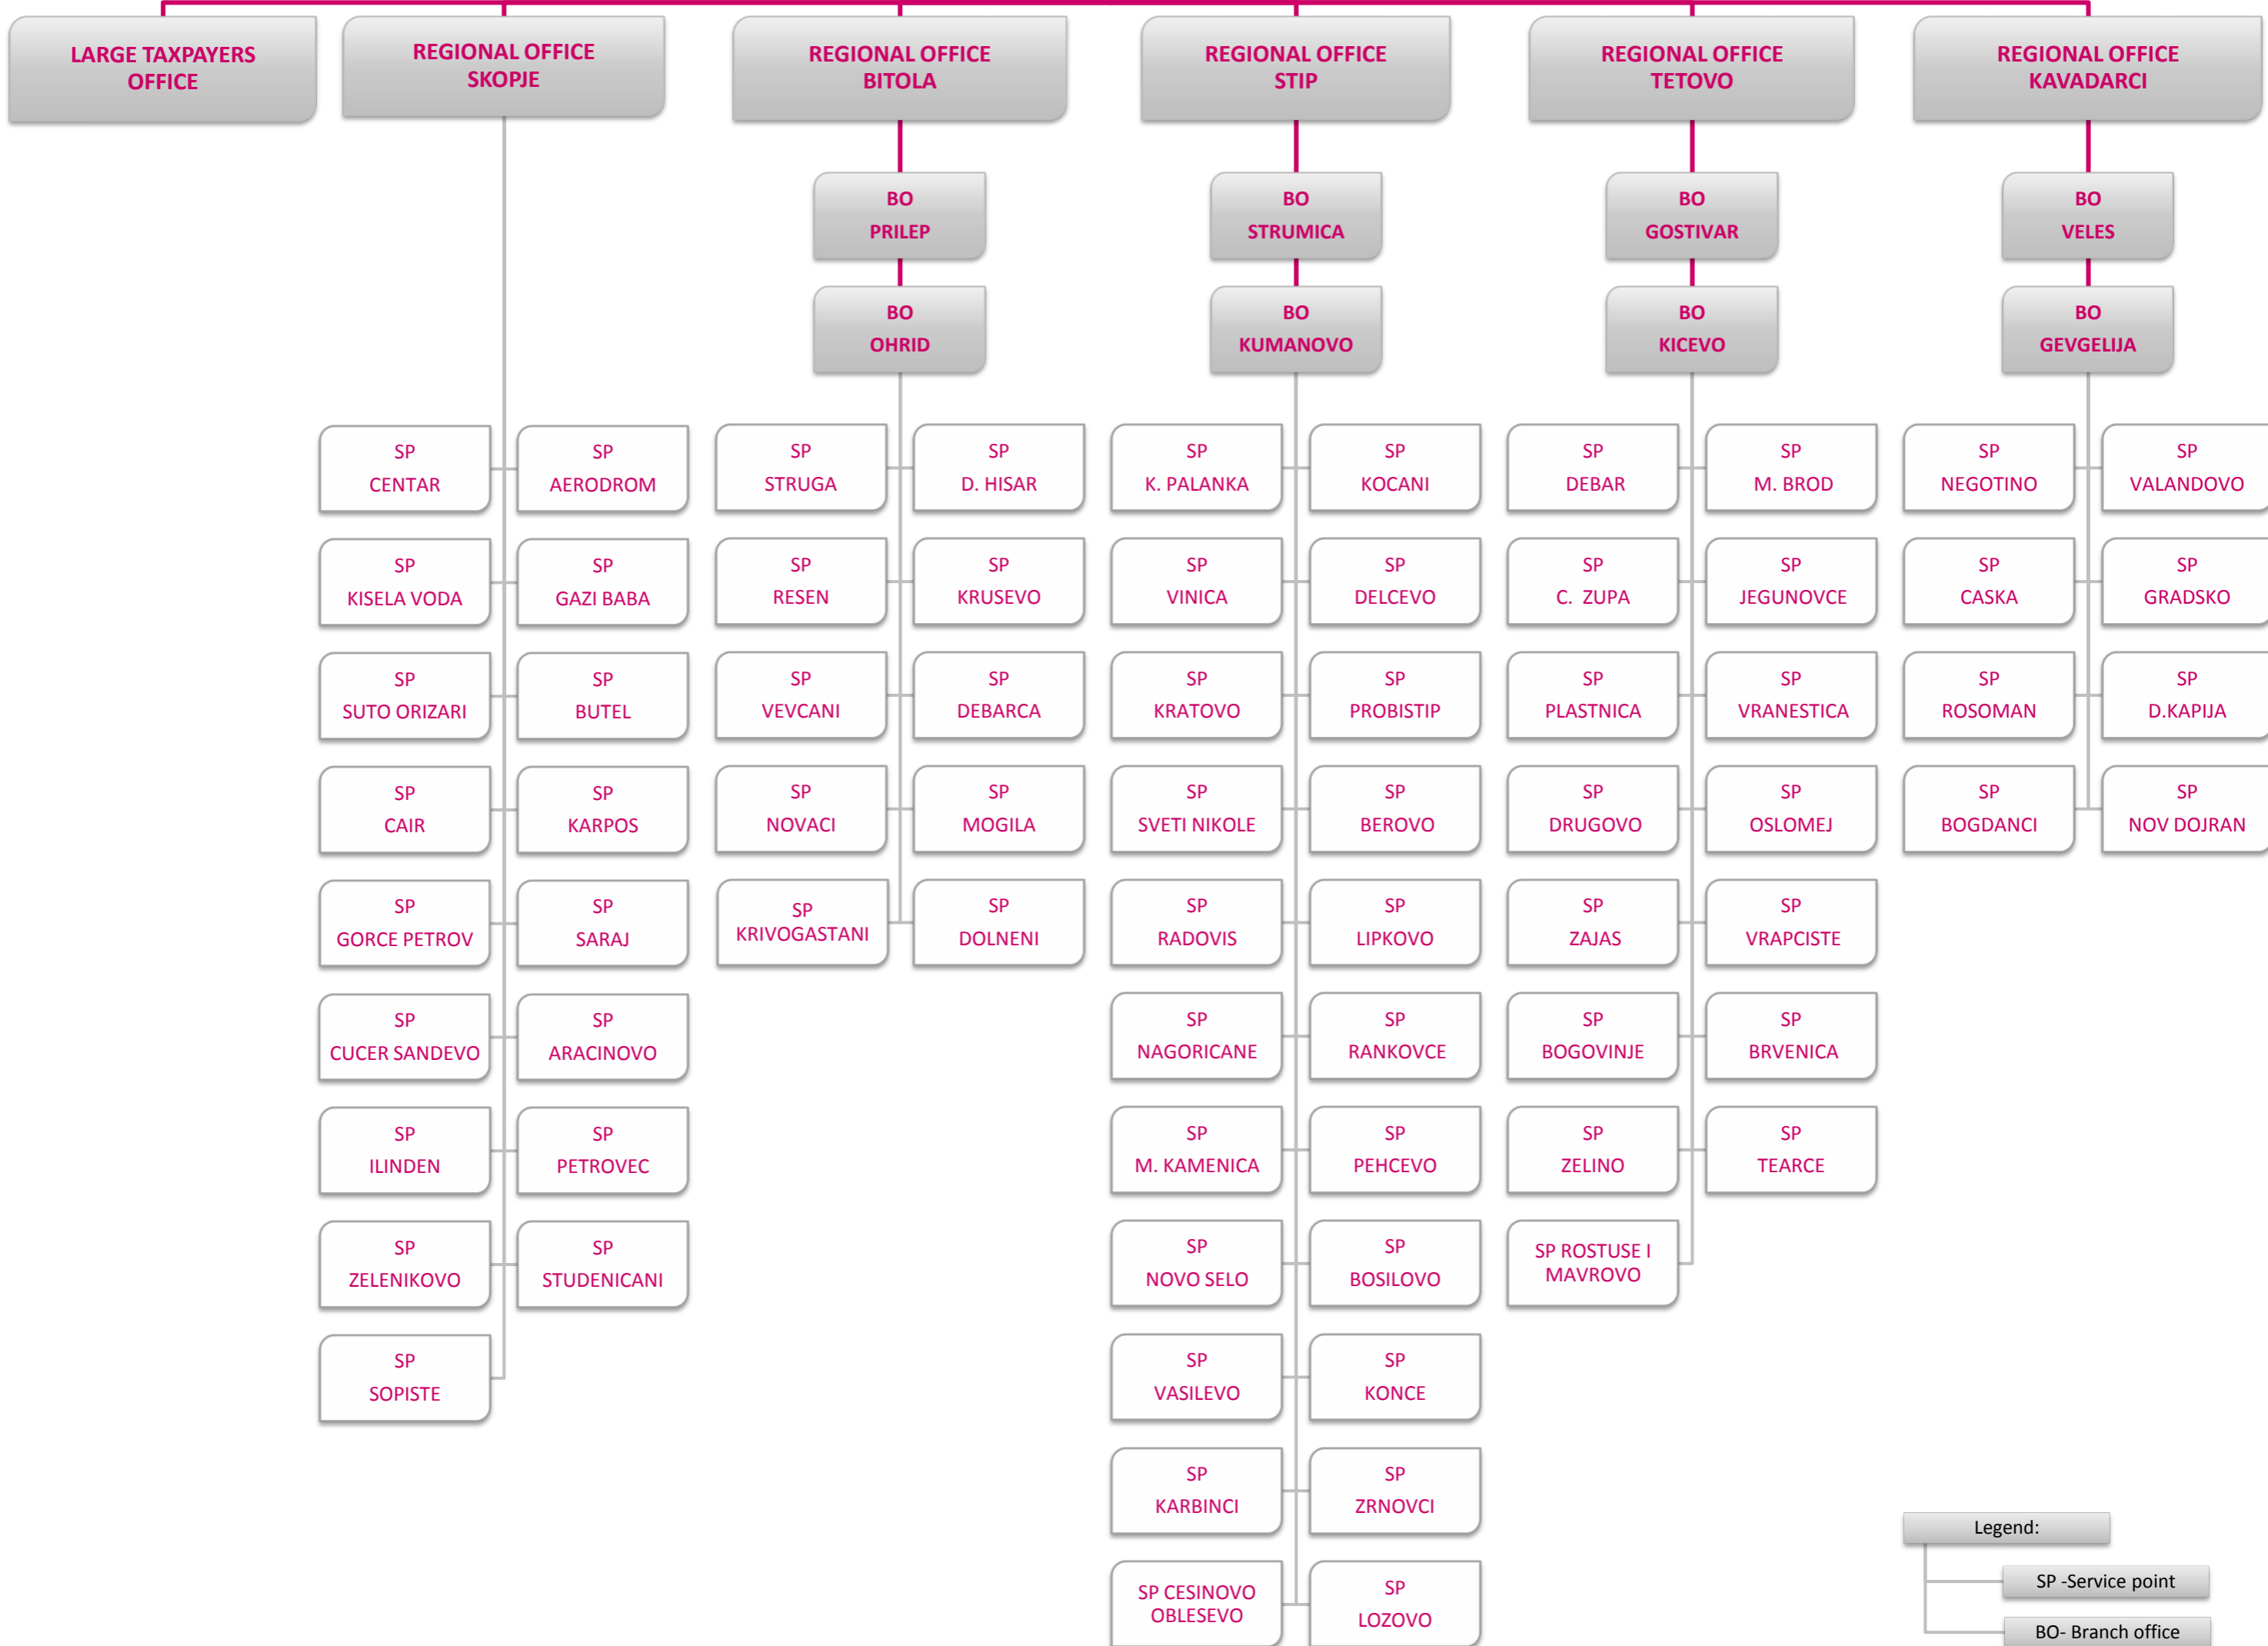 LARGE TAXPAYERS
OFFICE
REGIONAL OFFICE
SKOPJE
REGIONAL OFFICE
BITOLA
REGIONAL OFFICE
STIP
REGIONAL OFFICE
TETOVO
REGIONAL OFFICE
KAVADARCI
BO
PRILEP
BO
STRUMICA
BO
GOSTIVAR
BO
VELES
BO
OHRID
BO
KUMANOVO
BO
KICEVO
BO
GEVGELIJA
SP
CENTAR
SP
AERODROM
SP
STRUGA
SP
D. HISAR
SP
K. PALANKA
SP
KOCANI
SP
DEBAR
SP
M. BROD
SP
NEGOTINO
SP
VALANDOVO
SP
KISELA VODA
SP
GAZI BABA
SP
RESEN
SP
KRUSEVO
SP
VINICA
SP
DELCEVO
SP
C. ZUPA
SP
JEGUNOVCE
SP
CASKA
SP
GRADSKO
SP
SUTO ORIZARI
SP
BUTEL
SP
VEVCANI
SP
DEBARCA
SP
KRATOVO
SP
PROBISTIP
SP
PLASTNICA
SP
VRANESTICA
SP
ROSOMAN
SP
D.KAPIJA
SP
CAIR
SP
KARPOS
SP
NOVACI
SP
MOGILA
SP
SVETI NIKOLE
SP
BEROVO
SP
DRUGOVO
SP
OSLOMEJ
SP
BOGDANCI
SP
NOV DOJRAN
SP
GORCE PETROV
SP
SARAJ
SP
KRIVOGASTANI
SP
DOLNENI
SP
RADOVIS
SP
LIPKOVO
SP
ZAJAS
SP
VRAPCISTE
SP
CUCER SANDEVO
SP
ARACINOVO
SP
NAGORICANE
SP
RANKOVCE
SP
BOGOVINJE
SP
BRVENICA
SP
ILINDEN
SP
PETROVEC
SP
M. KAMENICA
SP
PEHCEVO
SP
ZELINO
SP
TEARCE
SP
ZELENIKOVO
SP
STUDENICANI
SP
NOVO SELO
SP
BOSILOVO
SP ROSTUSE I
MAVROVO
SP
SOPISTE
SP
VASILEVO
SP
KONCE
SP
KARBINCI
SP
ZRNOVCI
SP CESINOVO
OBLESEVO
SP
LOZOVO
Legend:
SP -Service point
BO- Branch office